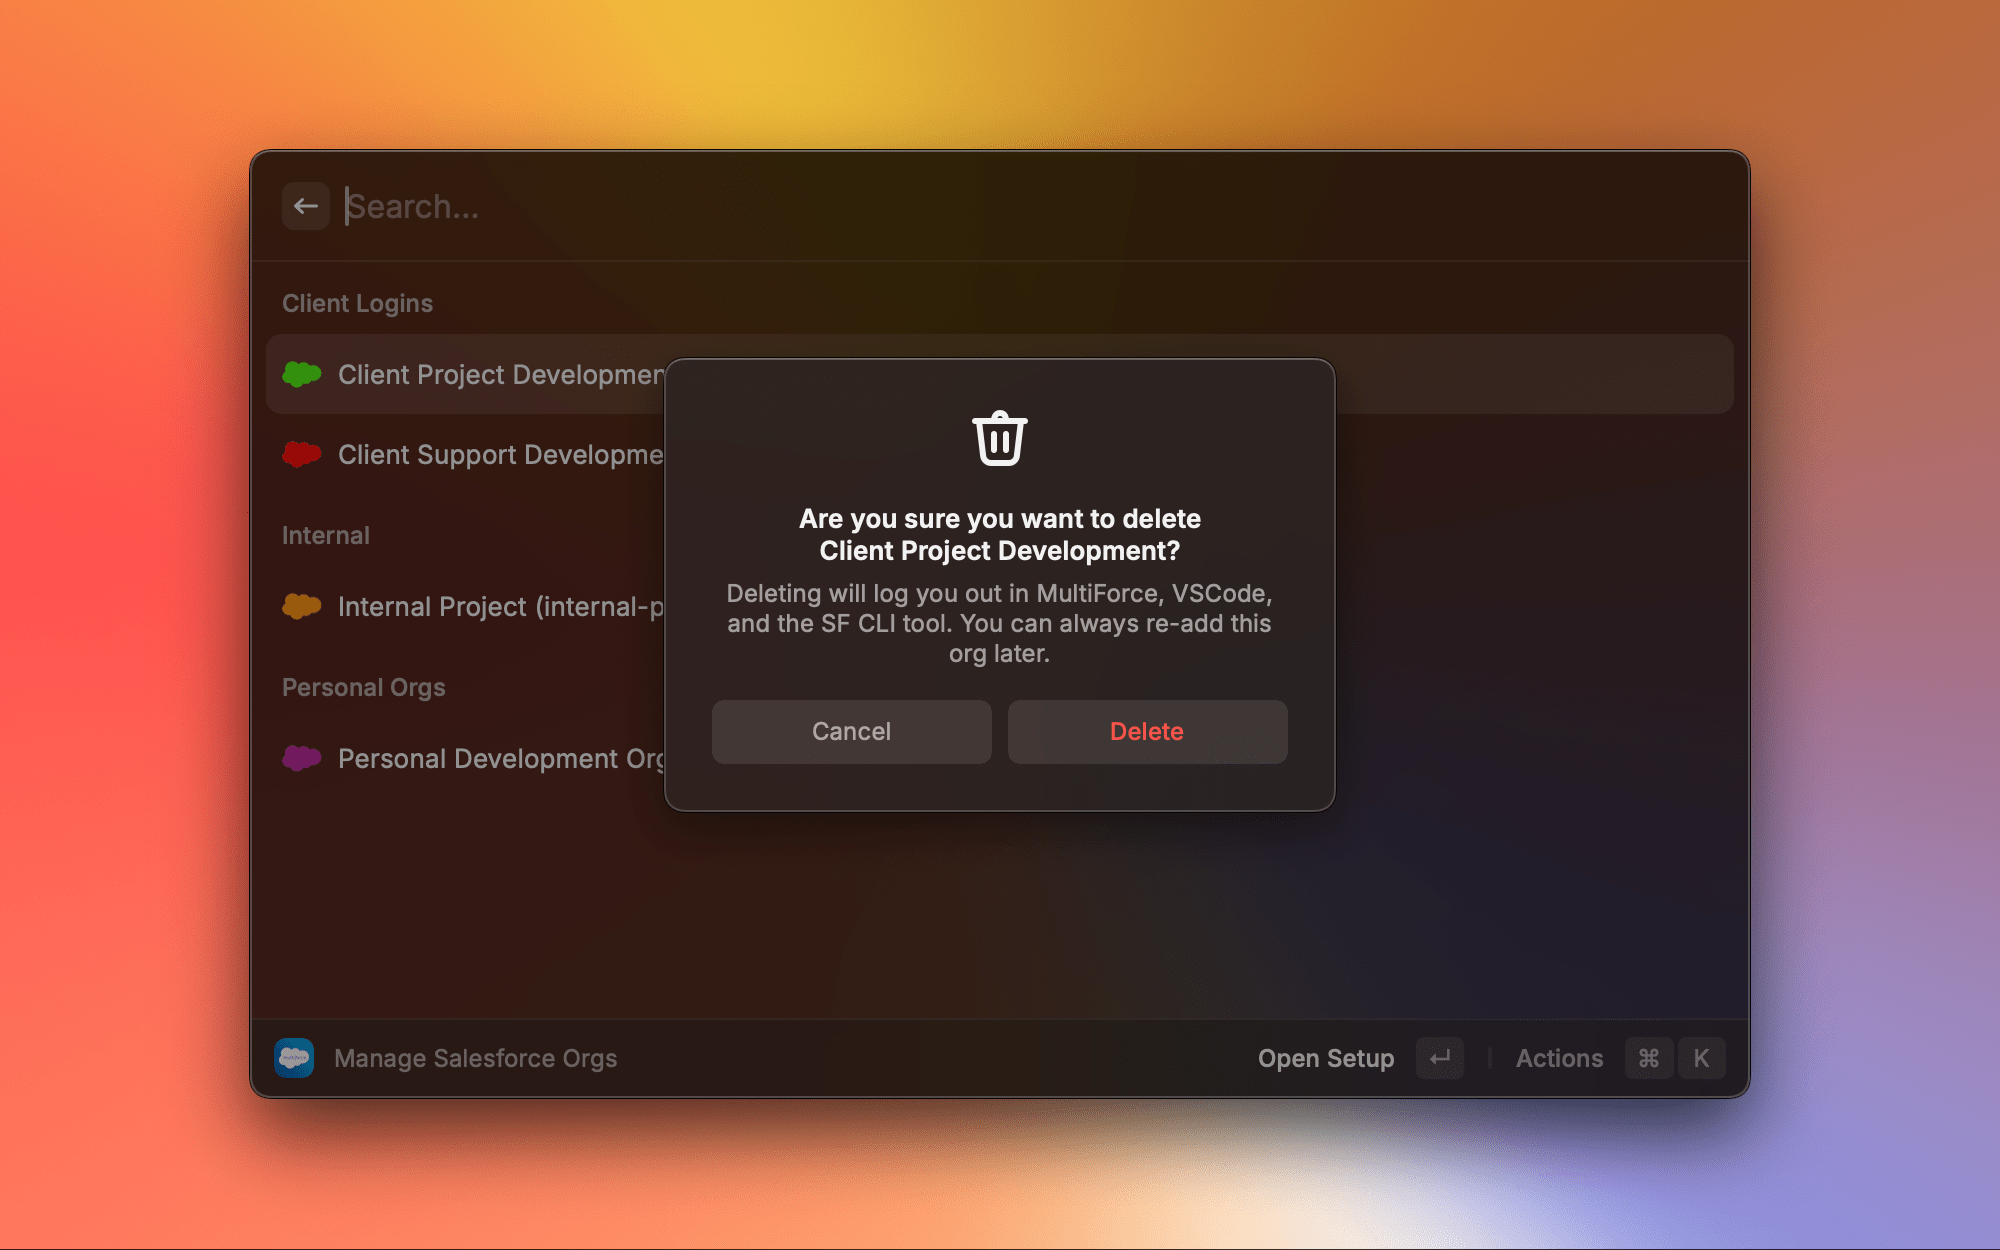 Search...
Client Logins
Client Project Developmen
Client Support Developme
Internal
Internal Project (internal-p
Personal Orgs
Personal Development Org
Are you sure you want to delete
Client Project Development?
Deleting will log you out in MultiForce, VSCode,
and the SF CLI tool. You can always re-add this
org later.
Cancel Delete
Manage Salesforce Orgs Open Setup Actions ⌘ K